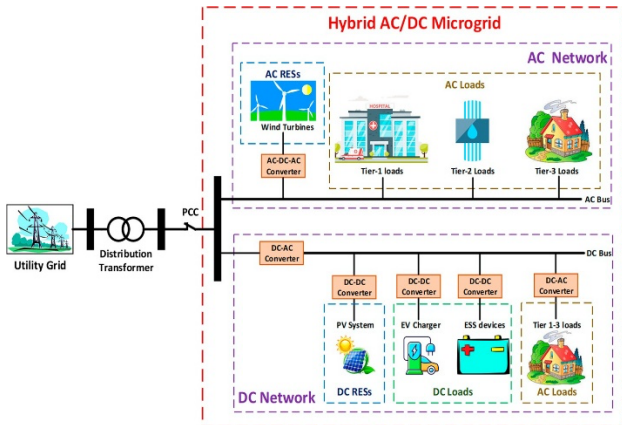 Hybrid AC/DC Microgrid
AC Network
AC RESs
Wind Turbines
AC-DC-AC
Converter
AC Loads
HOSPITAL
Tier-1 loads
Tier-2 Loads
Tier-3 Loads
AC Bus
PCC
Utility Grid
Distribution
Transformer
DC-AC
Converter
DC Bus
DC-DC
Converter
DC-DC
Converter
DC-DC
Converter
DC-AC
Converter
PV System
EV Charger
ESS devices
Tier 1-3 loads
DC RESs
DC Loads
AC Loads
DC Network